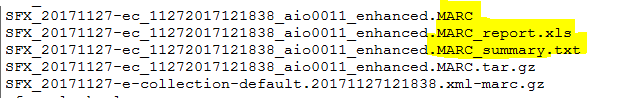 SFX_20171127-ec_11272017121838_aio0011_enhanced.MARC
SFX_20171127-ec_11272017121838_aio0011_enhanced.MARC_report.xls
SFX_20171127-ec_11272017121838_aio0011_enhanced.MARC_summary.txt
SFX_20171127-ec_11272017121838_aio0011_enhanced.MARC.tar.gz
SFX_20171127-e-collection-default.20171127121838.xml-marc.gz